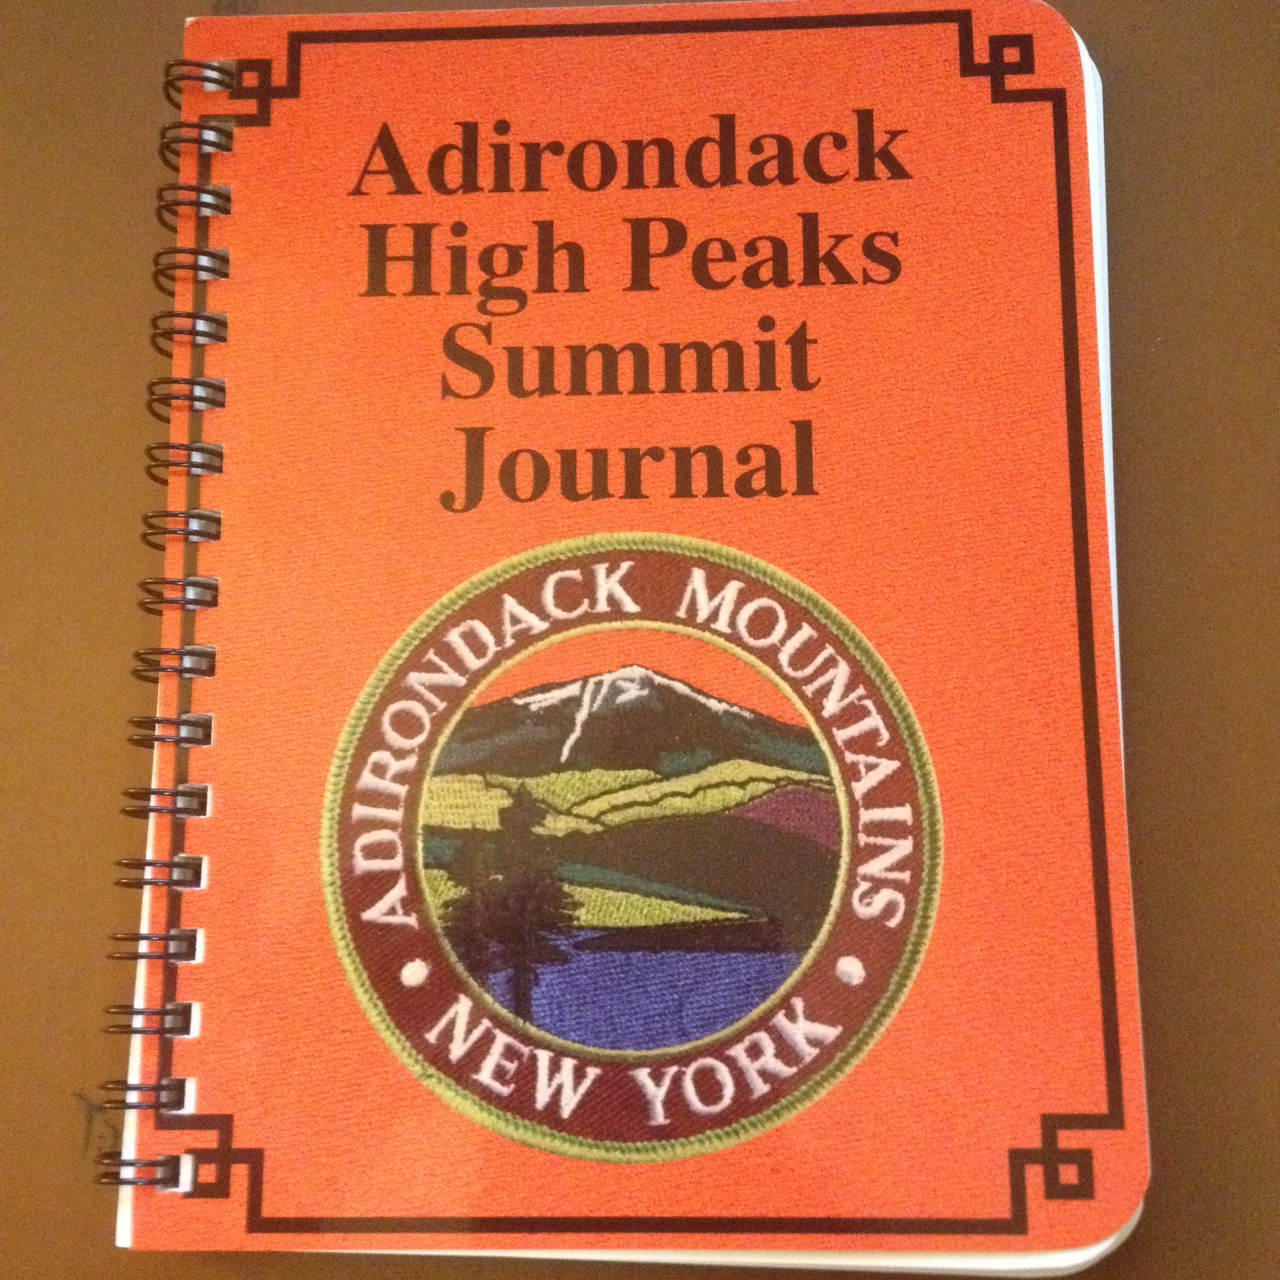 Adirondack
High Peaks
Summit
Journal
ADIRONDACK MOUNTAINS
• NEW YORK •